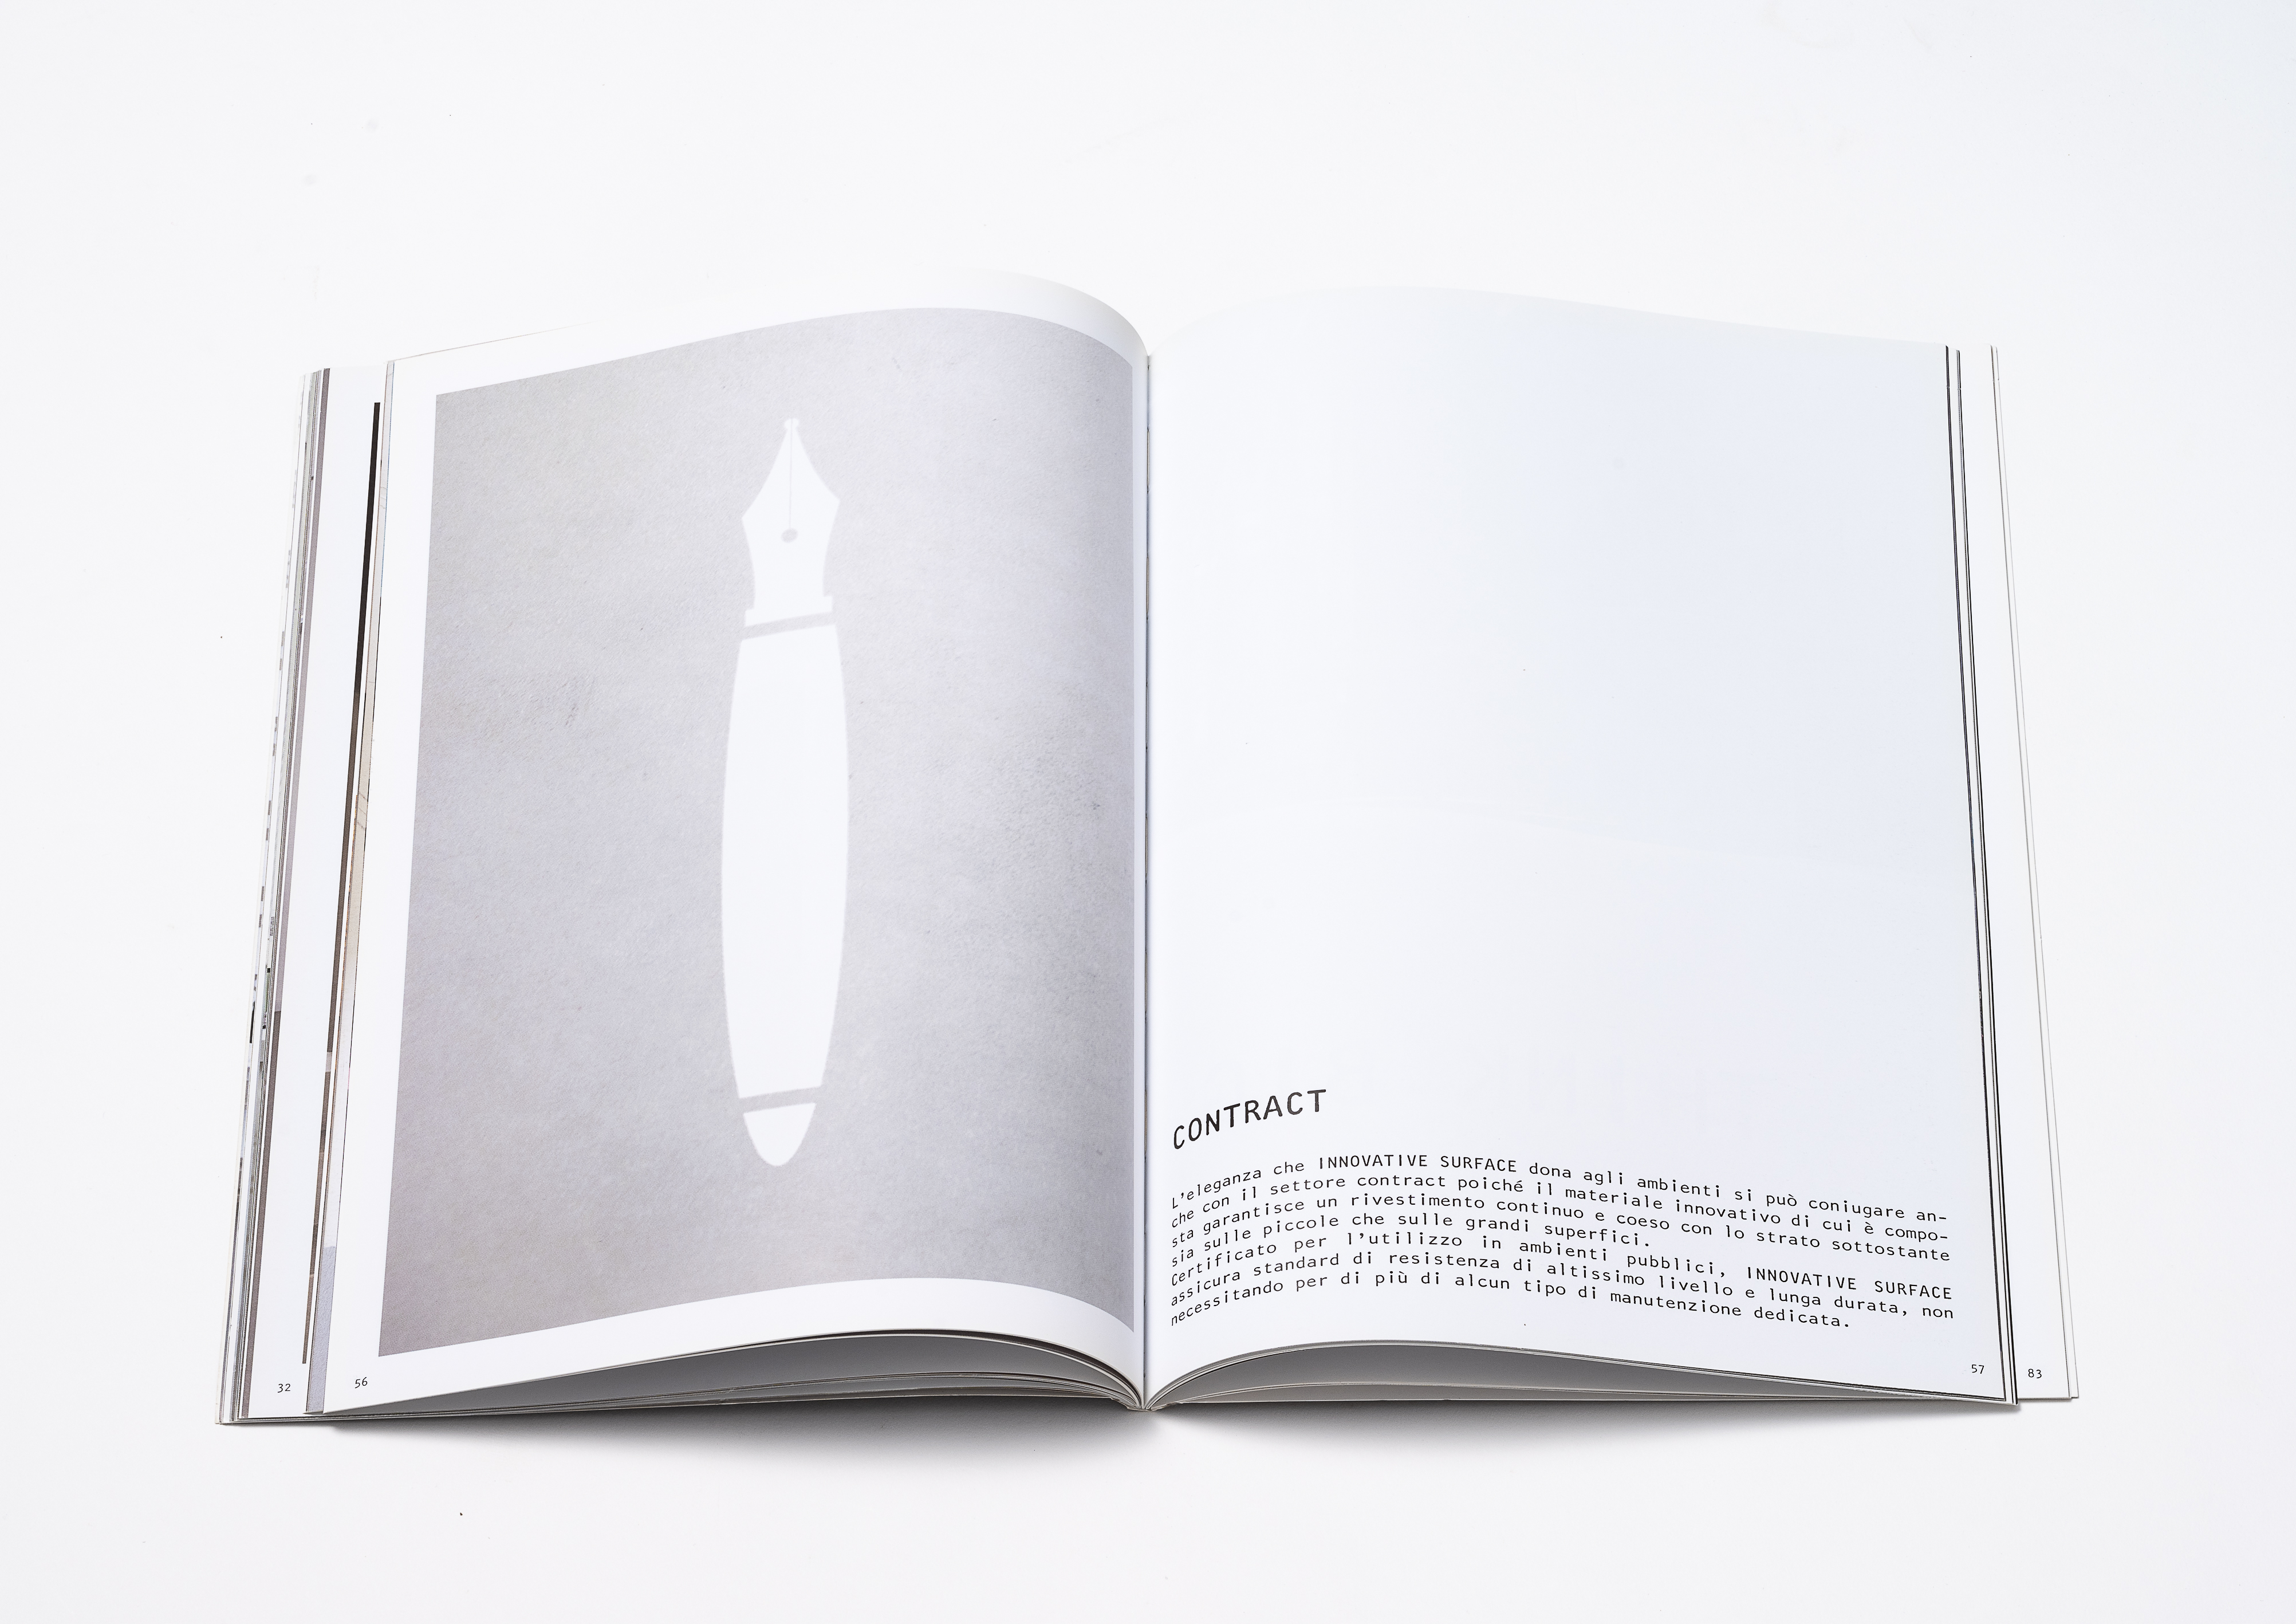 CONTRACT
L'eleganza che INNOVATIVE SURFACE dona agli ambienti si può coniugare an-
che con il settore contract poiché il materiale innovativo di cui è compo-
sta garantisce un rivestimento continuo e coeso con lo strato sottostante
sia sulle piccole che sulle grandi superfici.
Certificato per l'utilizzo in ambienti pubblici, INNOVATIVE SURFACE
assicura standard di resistenza di altissimo livello e lunga durata, non
necessitando per di più di alcun tipo di manutenzione dedicata.
32
56
57
83